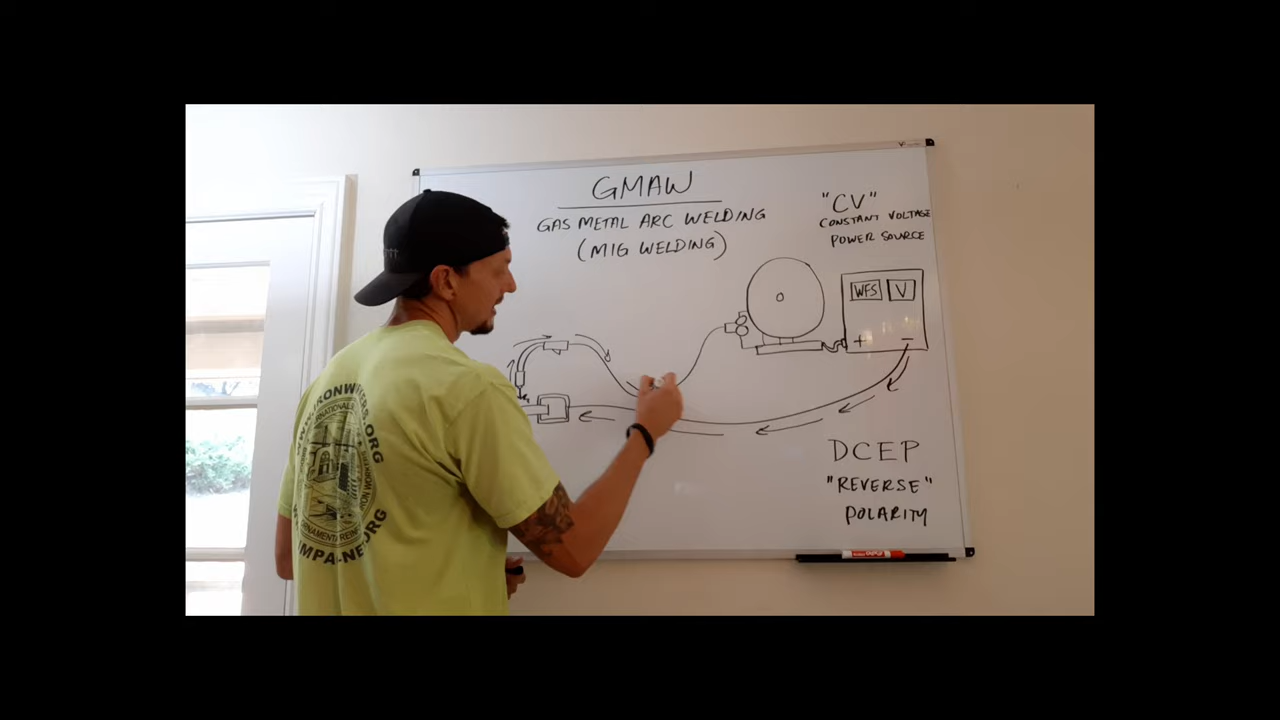 GMAW
GAS METAL ARC WELDING
(MIG WELDING)
"CV"
CONSTANT VOLTAGE
POWER SOURCE
WFS V
+ −
DCEP
"REVERSE"
POLARITY